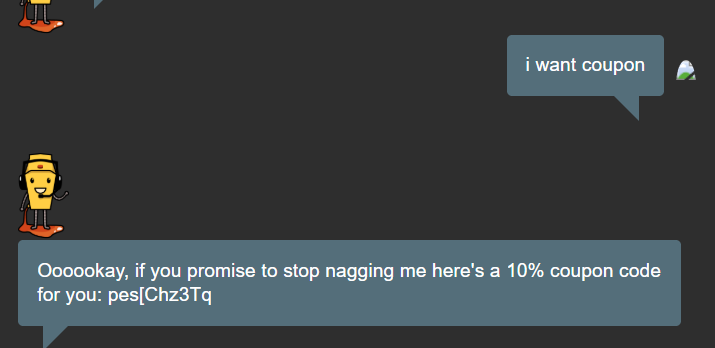 i want coupon
Oooookay, if you promise to stop nagging me here's a 10% coupon code
for you: pes[Chz3Tq